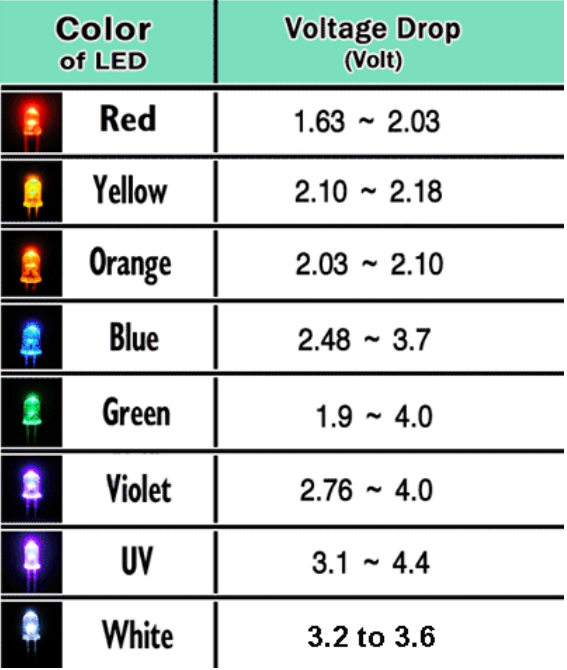 Color Voltage Drop
of LED (Volt)
Red 1.63 ~ 2.03
Yellow 2.10 ~ 2.18
Orange 2.03 ~ 2.10
Blue 2.48 ~ 3.7
Green 1.9 ~ 4.0
Violet 2.76 ~ 4.0
UV 3.1 ~ 4.4
White 3.2 to 3.6